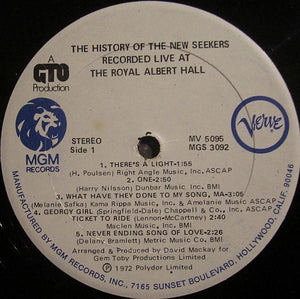 THE HISTORY OF THE NEW SEEKERS
RECORDED LIVE AT
THE ROYAL ALBERT HALL
A
GTO
Production
MGM
RECORDS
STEREO
Side 1
MV 5095
MGS 3092
Verve
1. THERE'S A LIGHT-1:55
(H. Poulsen) Right Angle Music, Inc. ASCAP
2. ONE-2:50
(Harry Nilsson) Dunbar Music Inc. BMI
3. WHAT HAVE THEY DONE TO MY SONG, MA-3:05
(Melanie Safka) Kama Rippa Music, Inc. & Amelanie Music ASCAP
4. GEORGY GIRL (Springfield-Dale) Chappell & Co., Inc. ASCAP
TICKET TO RIDE (Lennon-McCartney)
Maclen Music, Inc. BMI
5. NEVER ENDING SONG OF LOVE-2:26
(Delany Bramlett) Metric Music Co. BMI
Arranged & Produced by David Mackay for
Gem Toby Productions Limited
℗ 1972 Polydor Limited
MANUFACTURED BY MGM RECORDS, INC., 7165 SUNSET BOULEVARD, HOLLYWOOD, CALIF. 90046